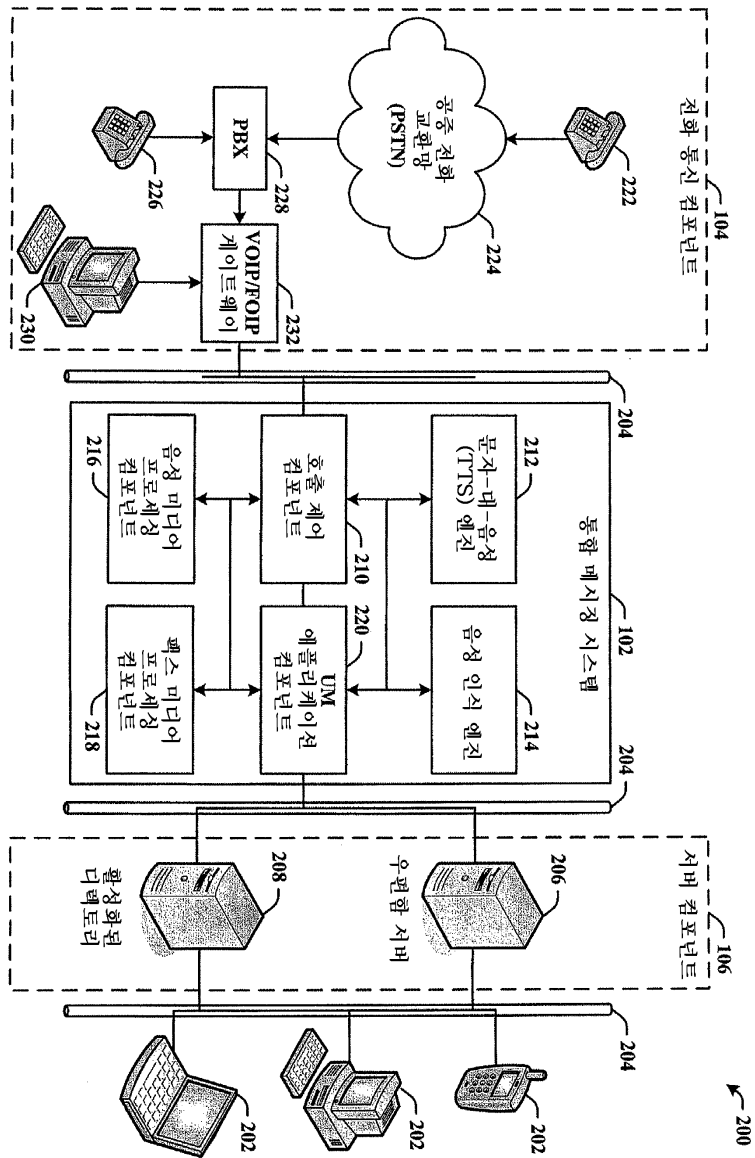 200
104
전화 통신 컴포넌트
204
102
통합 메시징 시스템
204
106
서버 컴포넌트
204
222
공중 전화
교환망
(PSTN)
224
PBX
228
226
VOIP/FOIP
게이트웨이
232
230
212
문자-대-음성
(TTS) 엔진
214
음성 인식 엔진
호출 제어
컴포넌트
210
220
UM
애플리케이션
컴포넌트
음성 미디어
프로세싱
컴포넌트
216
팩스 미디어
프로세싱
컴포넌트
218
206
우편함 서버
208
활성화된
디렉토리
202
202
202